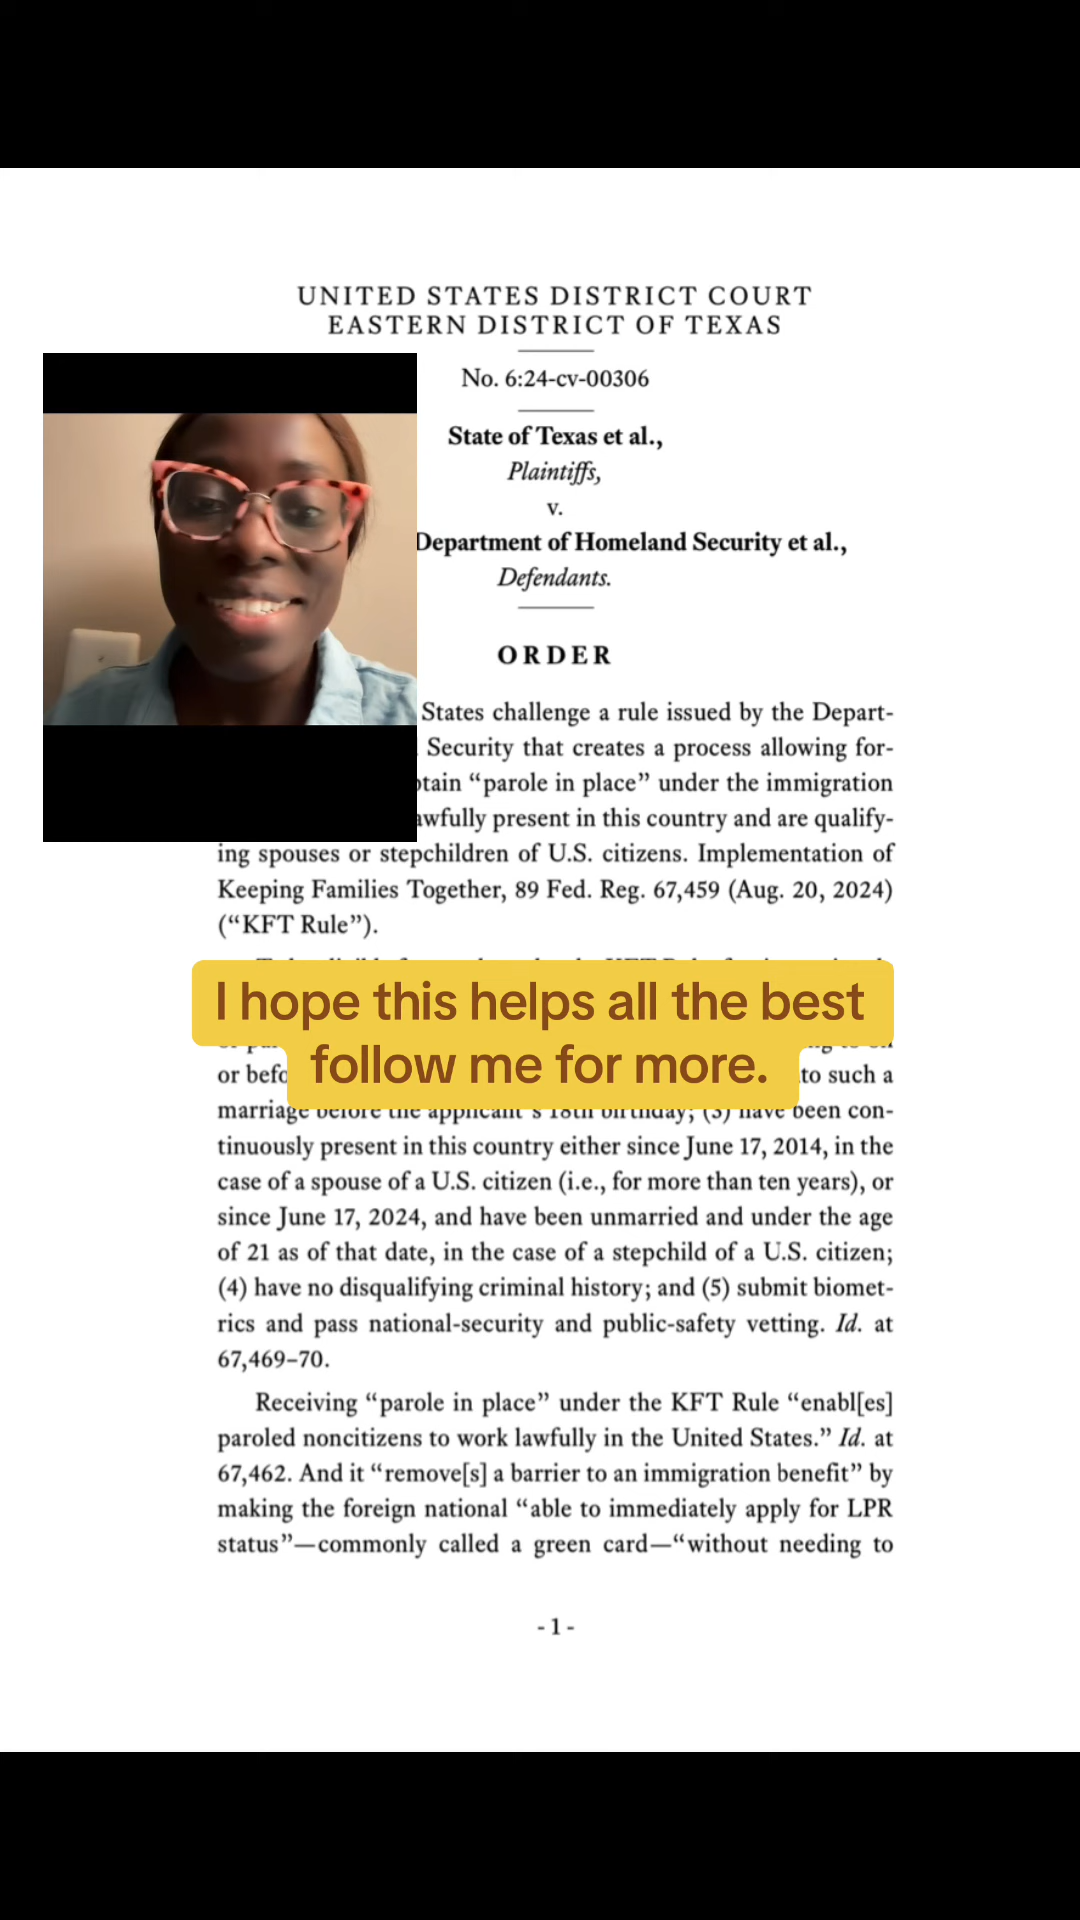 UNITED STATES DISTRICT COURT
EASTERN DISTRICT OF TEXAS
No. 6:24-cv-00306
State of Texas et al.,
Plaintiffs,
v.
Department of Homeland Security et al.,
Defendants.
ORDER
States challenge a rule issued by the Depart-
Security that creates a process allowing for-
“parole in place” under the immigration
present in this country and are qualify-
ing spouses or stepchildren of U.S. citizens. Implementation of
Keeping Families Together, 89 Fed. Reg. 67,459 (Aug. 20, 2024)
(“KFT Rule”).
I hope this helps all the best
follow me for more.
or
to such a
marriage before the applicant’s 18th birthday; (3) have been con-
tinuously present in this country either since June 17, 2014, in the
case of a spouse of a U.S. citizen (i.e., for more than ten years), or
since June 17, 2024, and have been unmarried and under the age
of 21 as of that date, in the case of a stepchild of a U.S. citizen;
(4) have no disqualifying criminal history; and (5) submit biomet-
rics and pass national-security and public-safety vetting. Id. at
67,469–70.
Receiving “parole in place” under the KFT Rule “enabl[es]
paroled noncitizens to work lawfully in the United States.” Id. at
67,462. And it “remove[s] a barrier to an immigration benefit” by
making the foreign national “able to immediately apply for LPR
status”—commonly called a green card—“without needing to
- 1 -